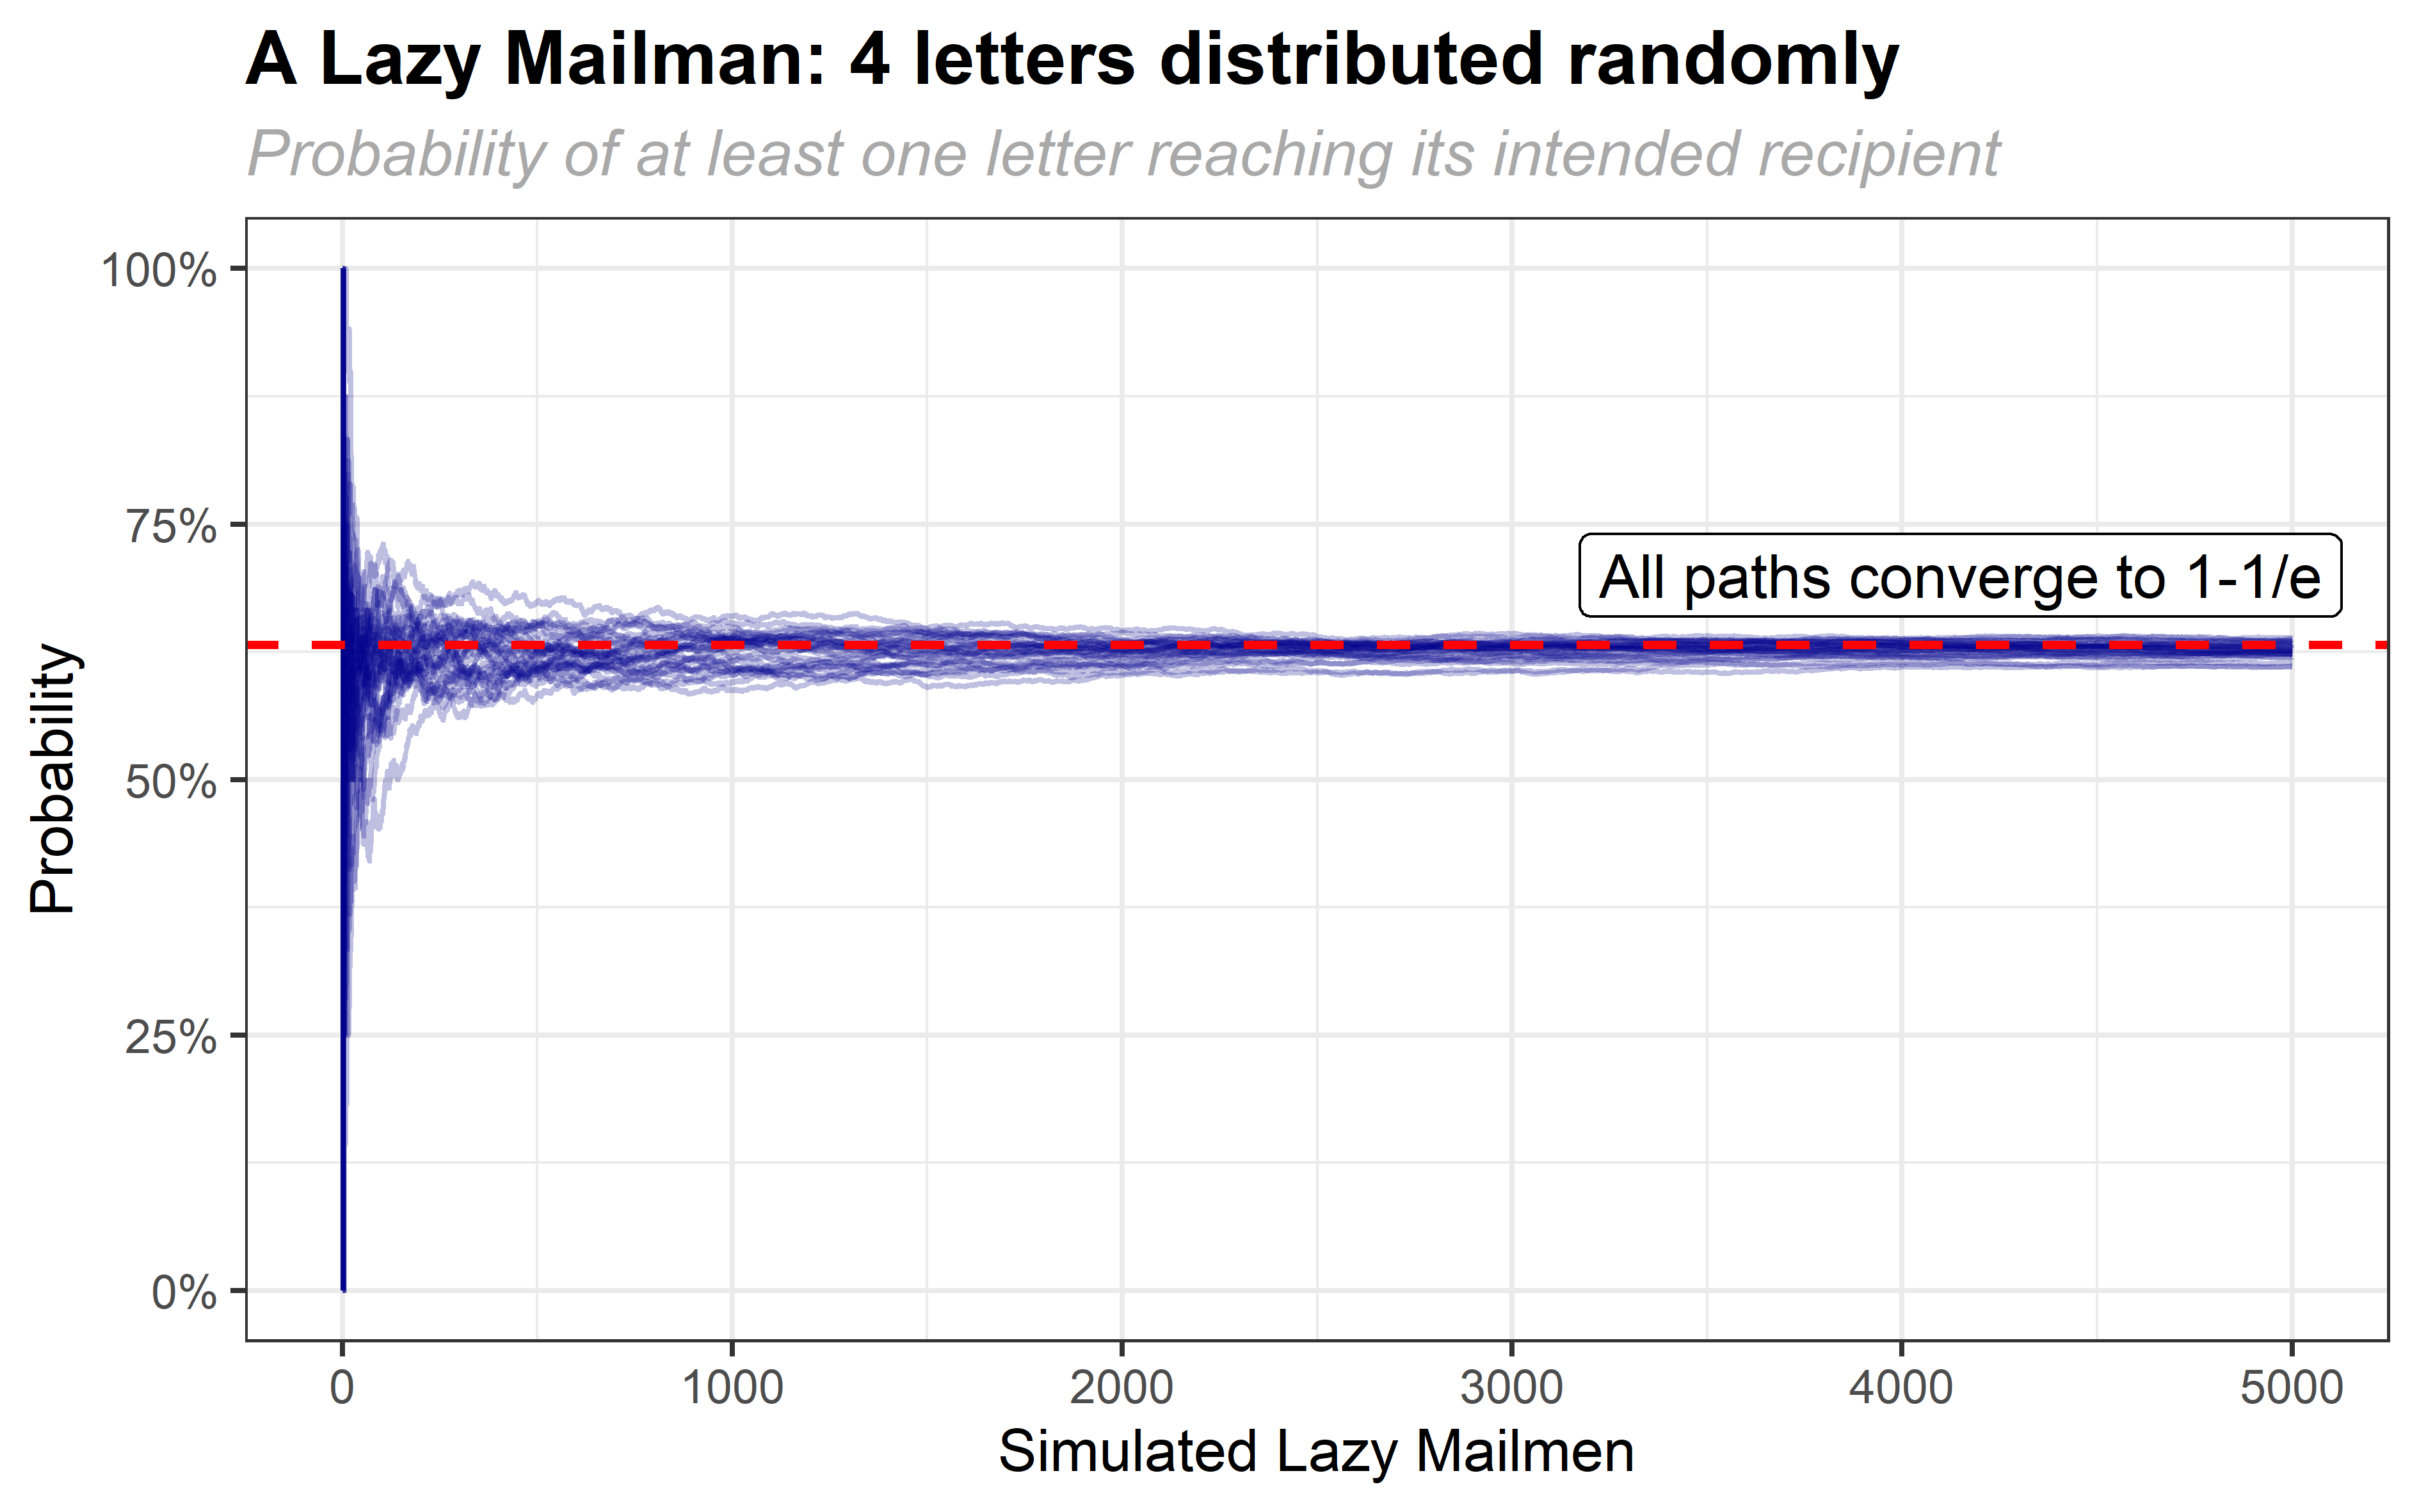 A Lazy Mailman: 4 letters distributed randomly
Probability of at least one letter reaching its intended recipient
100%
75%
50%
25%
0%
Probability
All paths converge to 1-1/e
0 1000 2000 3000 4000 5000
Simulated Lazy Mailmen